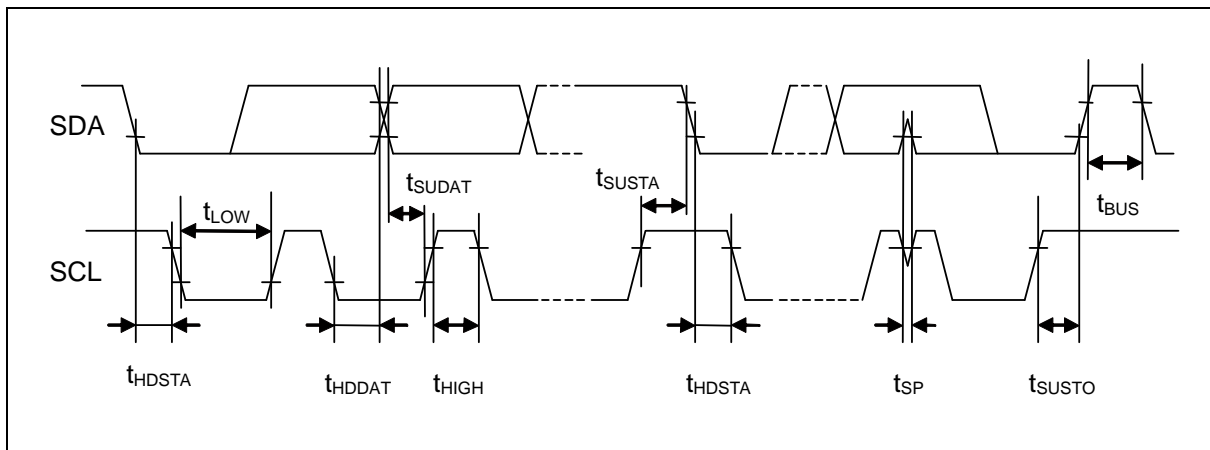 SDA
tSUDAT
tSUSTA
tLOW
tBUS
SCL
tHDSTA
tHDDAT
tHIGH
tHDSTA
tSP
tSUSTO